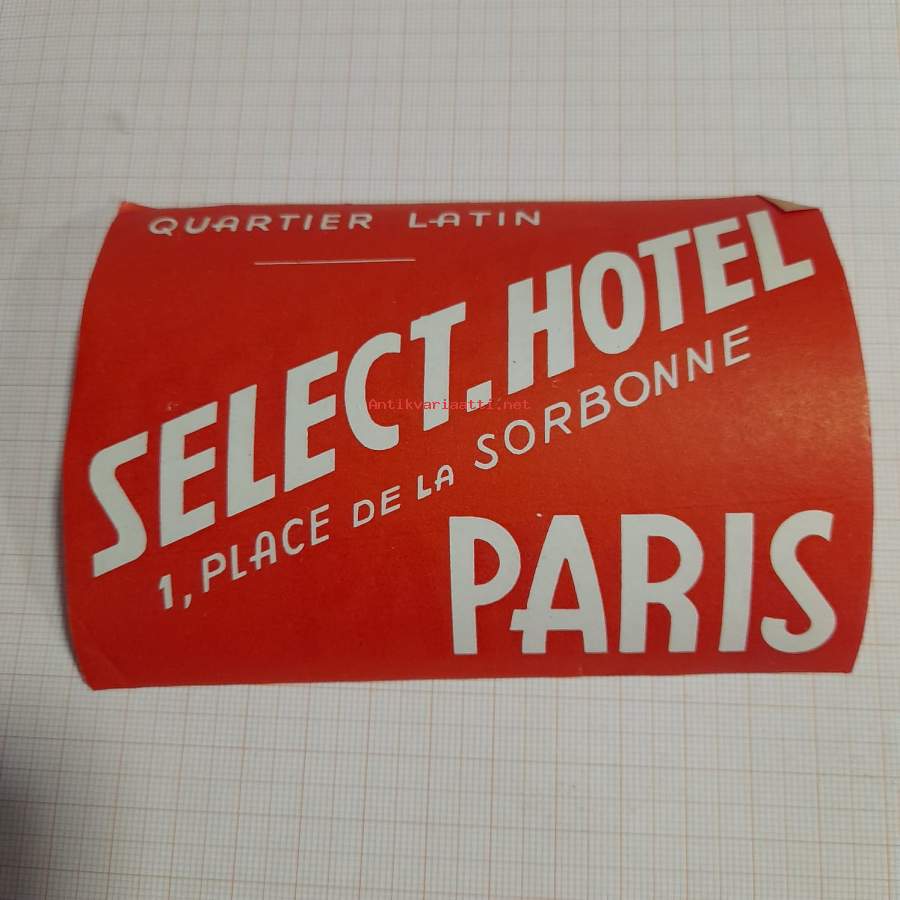 QUARTIER LATIN
SELECT.HOTEL
1, PLACE DE LA SORBONNE
PARIS
Antikvariaatti.net